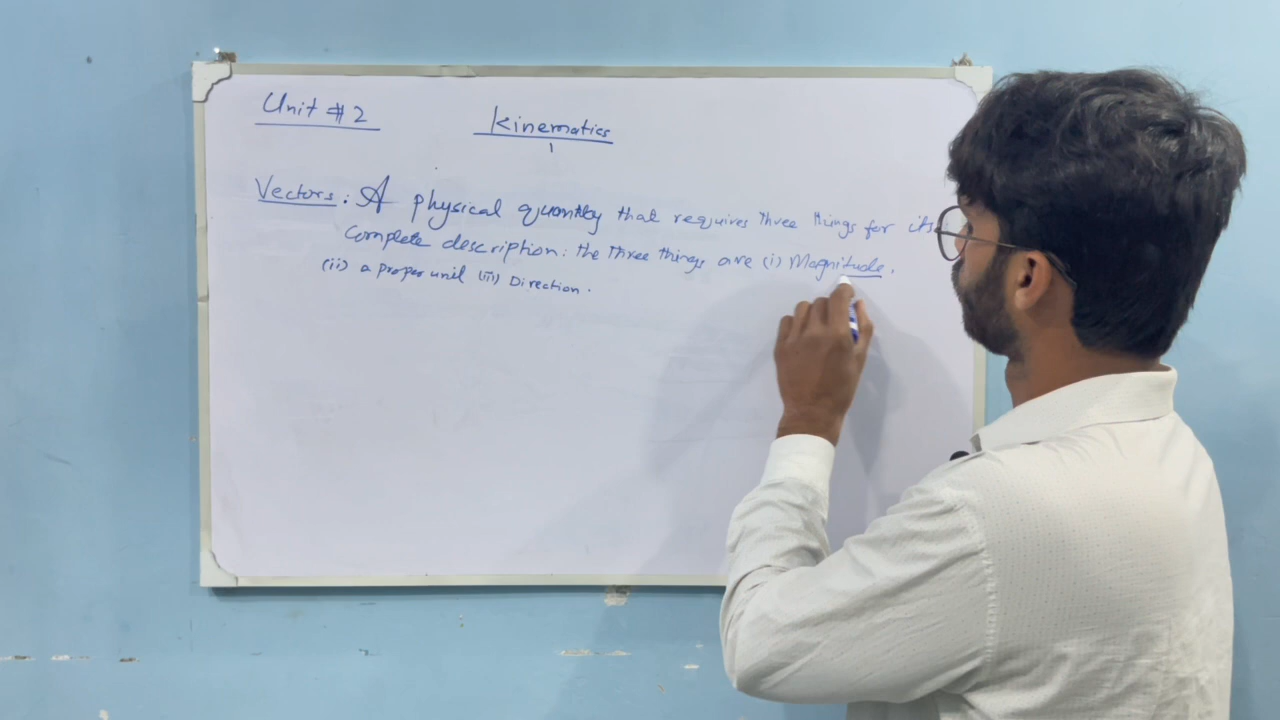 Unit # 2
Kinematics
Vectors : A physical quantity that requires three things for its
Complete description: the three things are (i) Magnitude.
(ii) a proper unit (iii) Direction.